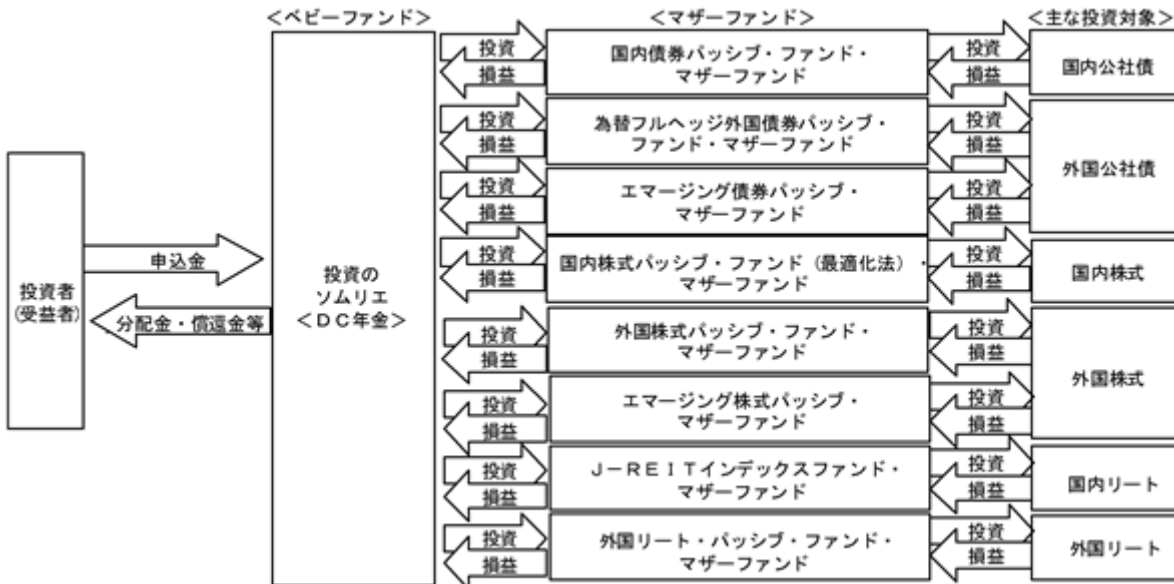 ＜ベビーファンド＞
＜マザーファンド＞
＜主な投資対象＞
投資者
(受益者)
申込金
分配金・償還金等
投資の
ソムリエ
＜ＤＣ年金＞
投資
損益
国内債券パッシブ・ファンド・
マザーファンド
投資
損益
国内公社債
投資
損益
為替フルヘッジ外国債券パッシブ・
ファンド・マザーファンド
投資
損益
外国公社債
投資
損益
エマージング債券パッシブ・
マザーファンド
投資
損益
投資
損益
国内株式パッシブ・ファンド（最適化法）・
マザーファンド
投資
損益
国内株式
投資
損益
外国株式パッシブ・ファンド・
マザーファンド
投資
損益
外国株式
投資
損益
エマージング株式パッシブ・
マザーファンド
投資
損益
投資
損益
Ｊ－ＲＥＩＴインデックスファンド・
マザーファンド
投資
損益
国内リート
投資
損益
外国リート・パッシブ・ファンド・
マザーファンド
投資
損益
外国リート